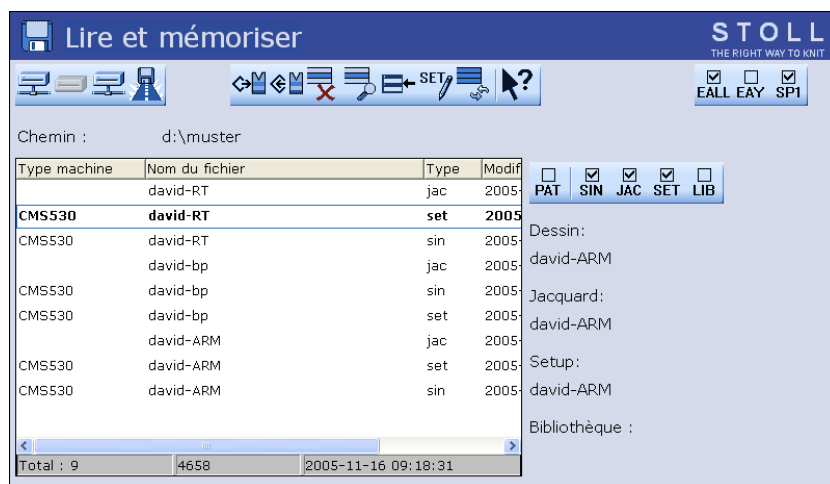 Lire et mémoriser
STOLL
THE RIGHT WAY TO KNIT
SET
?
EALL EAY SP1
Chemin : d:\muster
Type machine Nom du fichier Type Modif
david-RT jac 2005-
CMS530 david-RT set 2005
CMS530 david-RT sin 2005-
david-bp jac 2005-
CMS530 david-bp sin 2005-
CMS530 david-bp set 2005-
david-ARM jac 2005-
CMS530 david-ARM set 2005-
CMS530 david-ARM sin 2005-
Total : 9 4658 2005-11-16 09:18:31
PAT SIN JAC SET LIB
Dessin:
david-ARM
Jacquard:
david-ARM
Setup:
david-ARM
Bibliothèque :